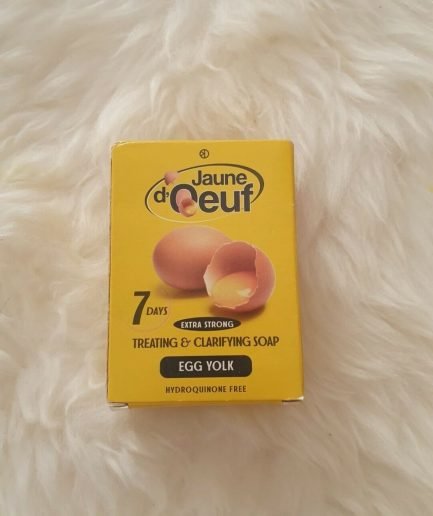 Jaune
d'Oeuf
7 DAYS
EXTRA STRONG
TREATING & CLARIFYING SOAP
EGG YOLK
HYDROQUINONE FREE